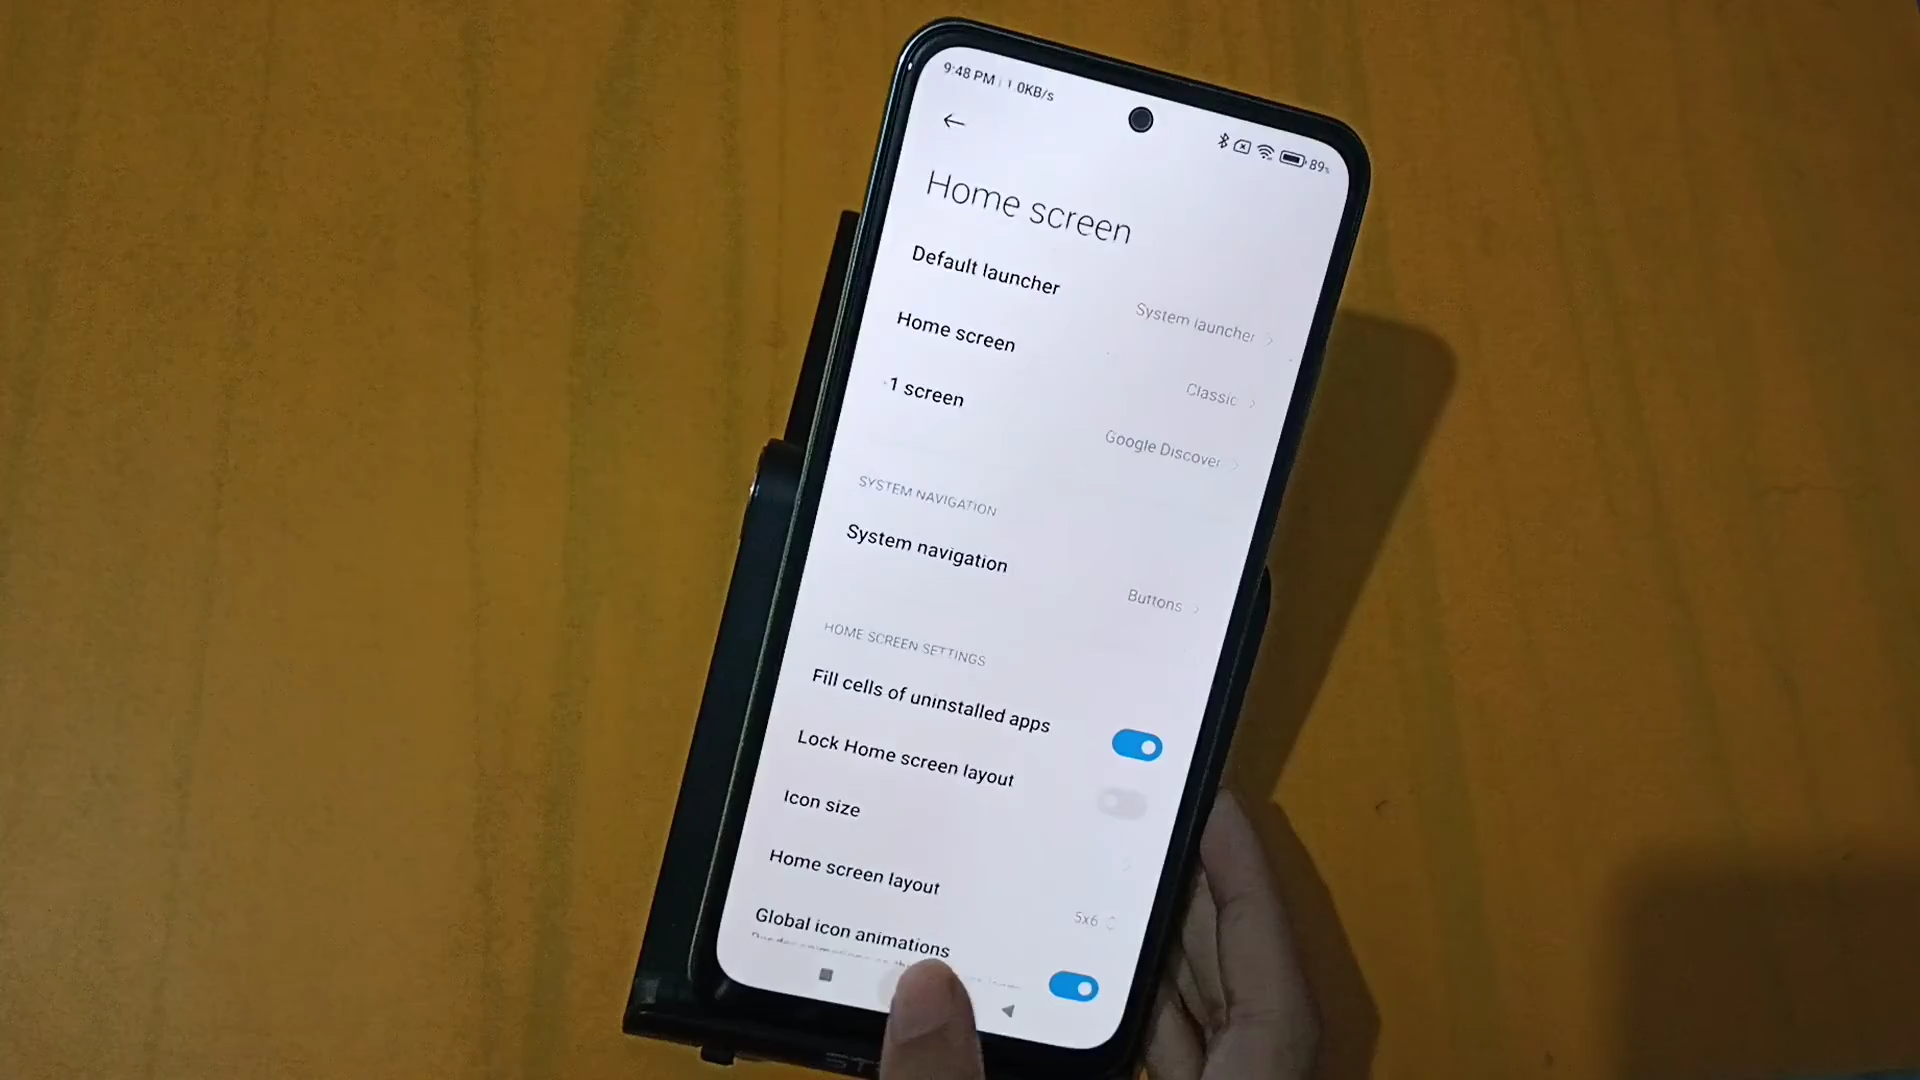 9:48 PM
0KB/s
89%
Home screen
Default launcher
System launcher
Home screen
Classic
-1 screen
Google Discover
SYSTEM NAVIGATION
System navigation
Buttons
HOME SCREEN SETTINGS
Fill cells of uninstalled apps
Lock Home screen layout
Icon size
Home screen layout
5x6
Global icon animations